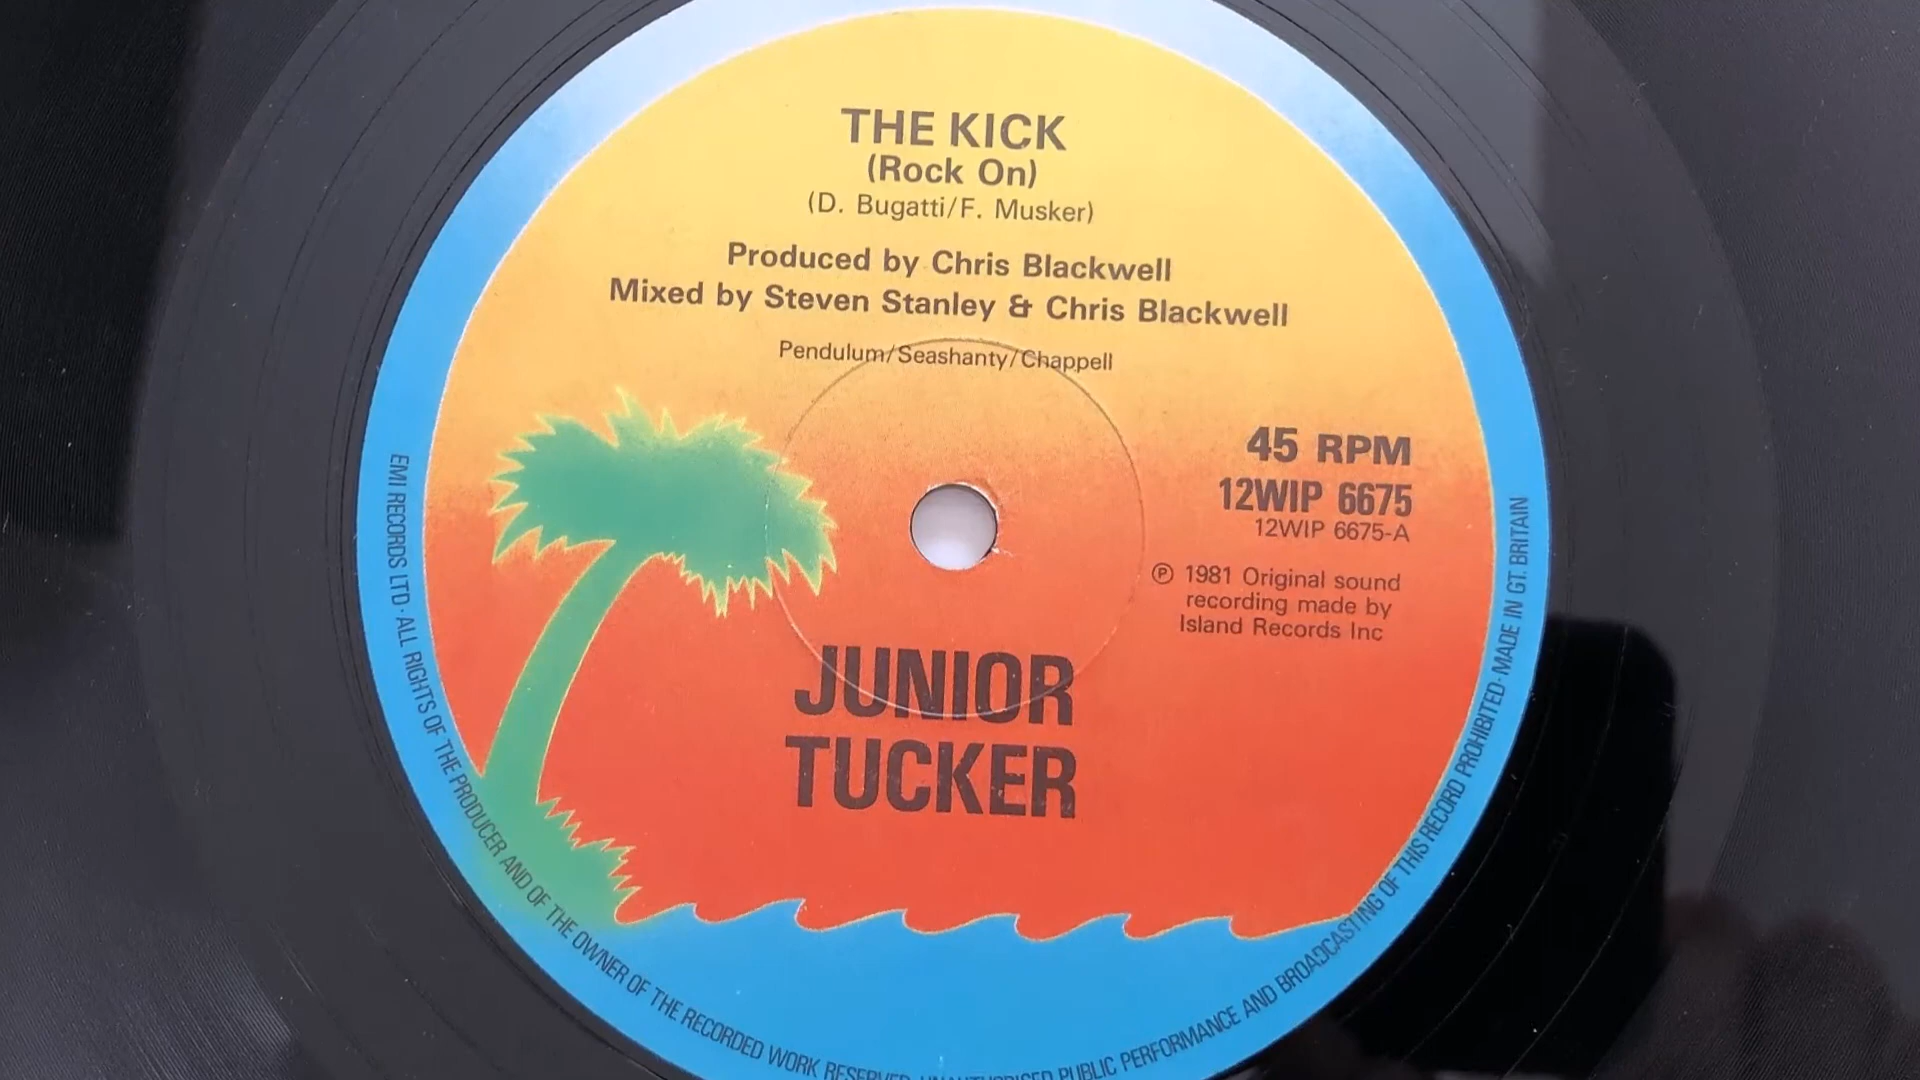 THE KICK
(Rock On)
(D. Bugatti/F. Musker)
Produced by Chris Blackwell
Mixed by Steven Stanley & Chris Blackwell
Pendulum/Seashanty/Chappell
45 RPM
12WIP 6675
12WIP 6675-A
℗ 1981 Original sound
recording made by
Island Records Inc
JUNIOR
TUCKER
EMI RECORDS LTD · ALL RIGHTS OF THE PRODUCER AND OF THE OWNER OF THE RECORDED WORK RESERVED · UNAUTHORISED PUBLIC PERFORMANCE AND BROADCASTING OF THIS RECORD PROHIBITED · MADE IN GT. BRITAIN